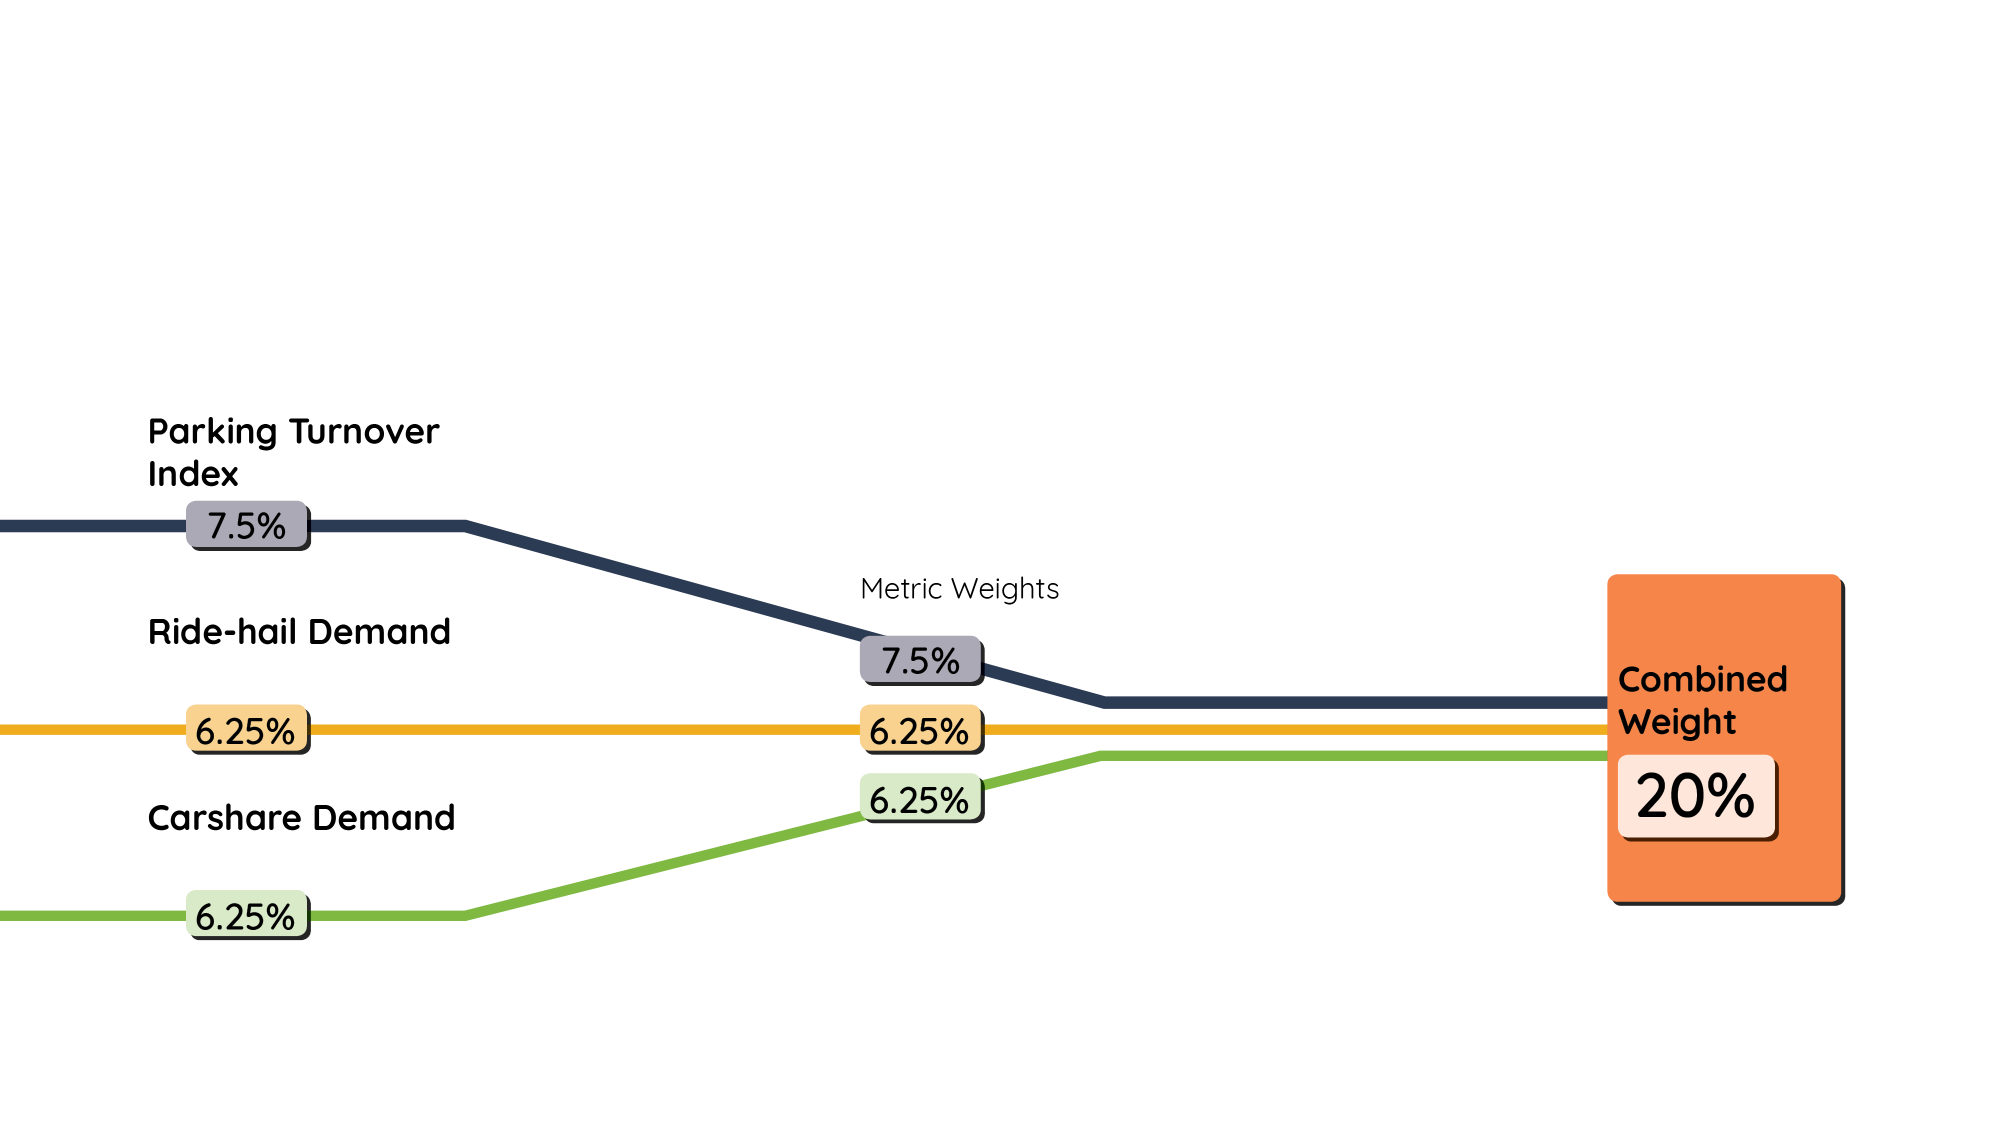 Parking Turnover
Index
7.5%
Ride-hail Demand
6.25%
Carshare Demand
6.25%
Metric Weights
7.5%
6.25%
6.25%
Combined
Weight
20%